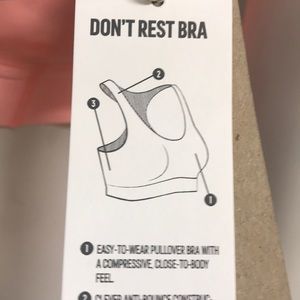 DON'T REST BRA
2
3
1
1 EASY-TO-WEAR PULLOVER BRA WITH
A COMPRESSIVE, CLOSE-TO-BODY
FEEL.
2 CLEVER ANTI-BOUNCE CONSTRUC-